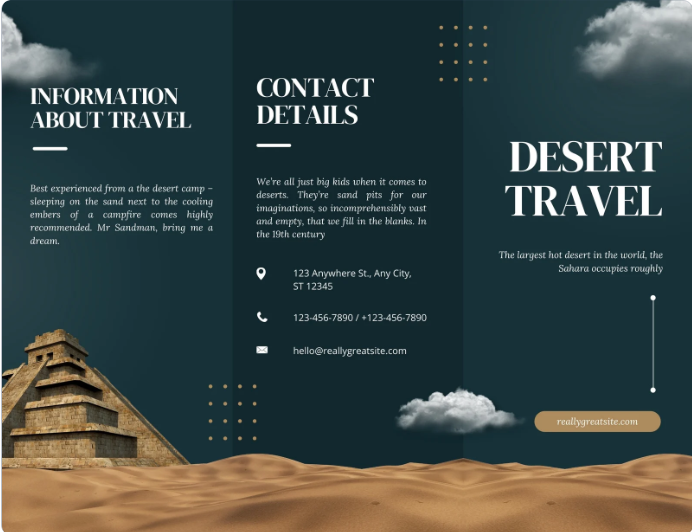 INFORMATION
ABOUT TRAVEL
Best experienced from a the desert camp –
sleeping on the sand next to the cooling
embers of a campfire comes highly
recommended. Mr Sandman, bring me a
dream.
CONTACT
DETAILS
We're all just big kids when it comes to
deserts. They're sand pits for our
imaginations, so incomprehensibly vast
and empty, that we fill in the blanks. In
the 19th century
123 Anywhere St., Any City,
ST 12345
123-456-7890 / +123-456-7890
hello@reallygreatsite.com
DESERT
TRAVEL
The largest hot desert in the world, the
Sahara occupies roughly
reallygreatsite.com